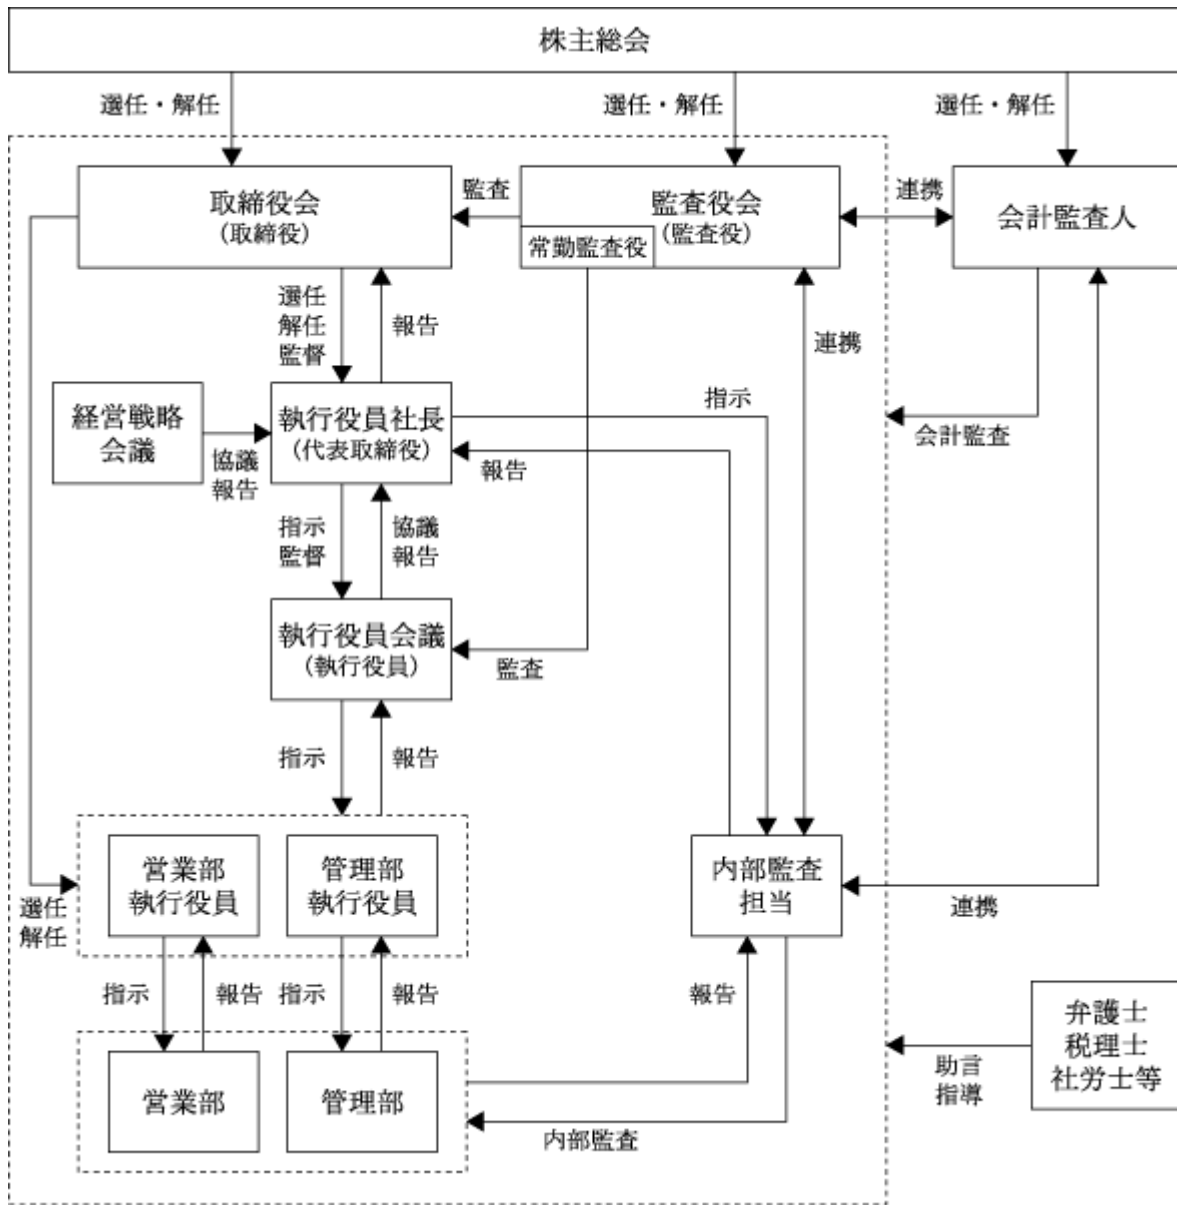 株主総会
選任・解任
選任・解任
選任・解任
取締役会
(取締役)
監査
監査役会
(監査役)
常勤監査役
連携
会計監査人
選任
解任
監督
報告
連携
経営戦略
会議
協議
報告
執行役員社長
(代表取締役)
指示
報告
会計監査
指示
監督
協議
報告
執行役員会議
(執行役員)
監査
指示
報告
営業部
執行役員
管理部
執行役員
内部監査
担当
連携
選任
解任
指示
報告
指示
報告
報告
弁護士
税理士
社労士等
助言
指導
営業部
管理部
内部監査